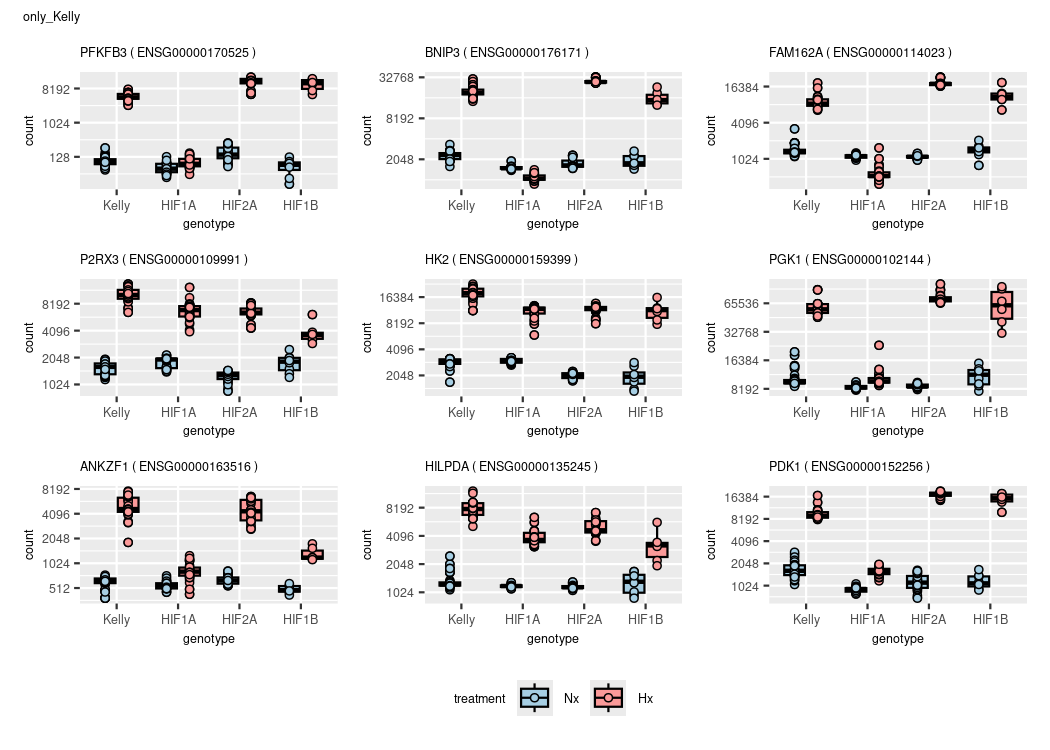 only_Kelly
PFKFB3 ( ENSG00000170525 )
BNIP3 ( ENSG00000176171 )
FAM162A ( ENSG00000114023 )
count
8192
1024
128
Kelly HIF1A HIF2A HIF1B
genotype
count
32768
8192
2048
Kelly HIF1A HIF2A HIF1B
genotype
count
16384
4096
1024
Kelly HIF1A HIF2A HIF1B
genotype
P2RX3 ( ENSG00000109991 )
HK2 ( ENSG00000159399 )
PGK1 ( ENSG00000102144 )
count
8192
4096
2048
1024
Kelly HIF1A HIF2A HIF1B
genotype
count
16384
8192
4096
2048
Kelly HIF1A HIF2A HIF1B
genotype
count
65536
32768
16384
8192
Kelly HIF1A HIF2A HIF1B
genotype
ANKZF1 ( ENSG00000163516 )
HILPDA ( ENSG00000135245 )
PDK1 ( ENSG00000152256 )
count
8192
4096
2048
1024
512
Kelly HIF1A HIF2A HIF1B
genotype
count
8192
4096
2048
1024
Kelly HIF1A HIF2A HIF1B
genotype
count
16384
8192
4096
2048
1024
Kelly HIF1A HIF2A HIF1B
genotype
treatment Nx Hx